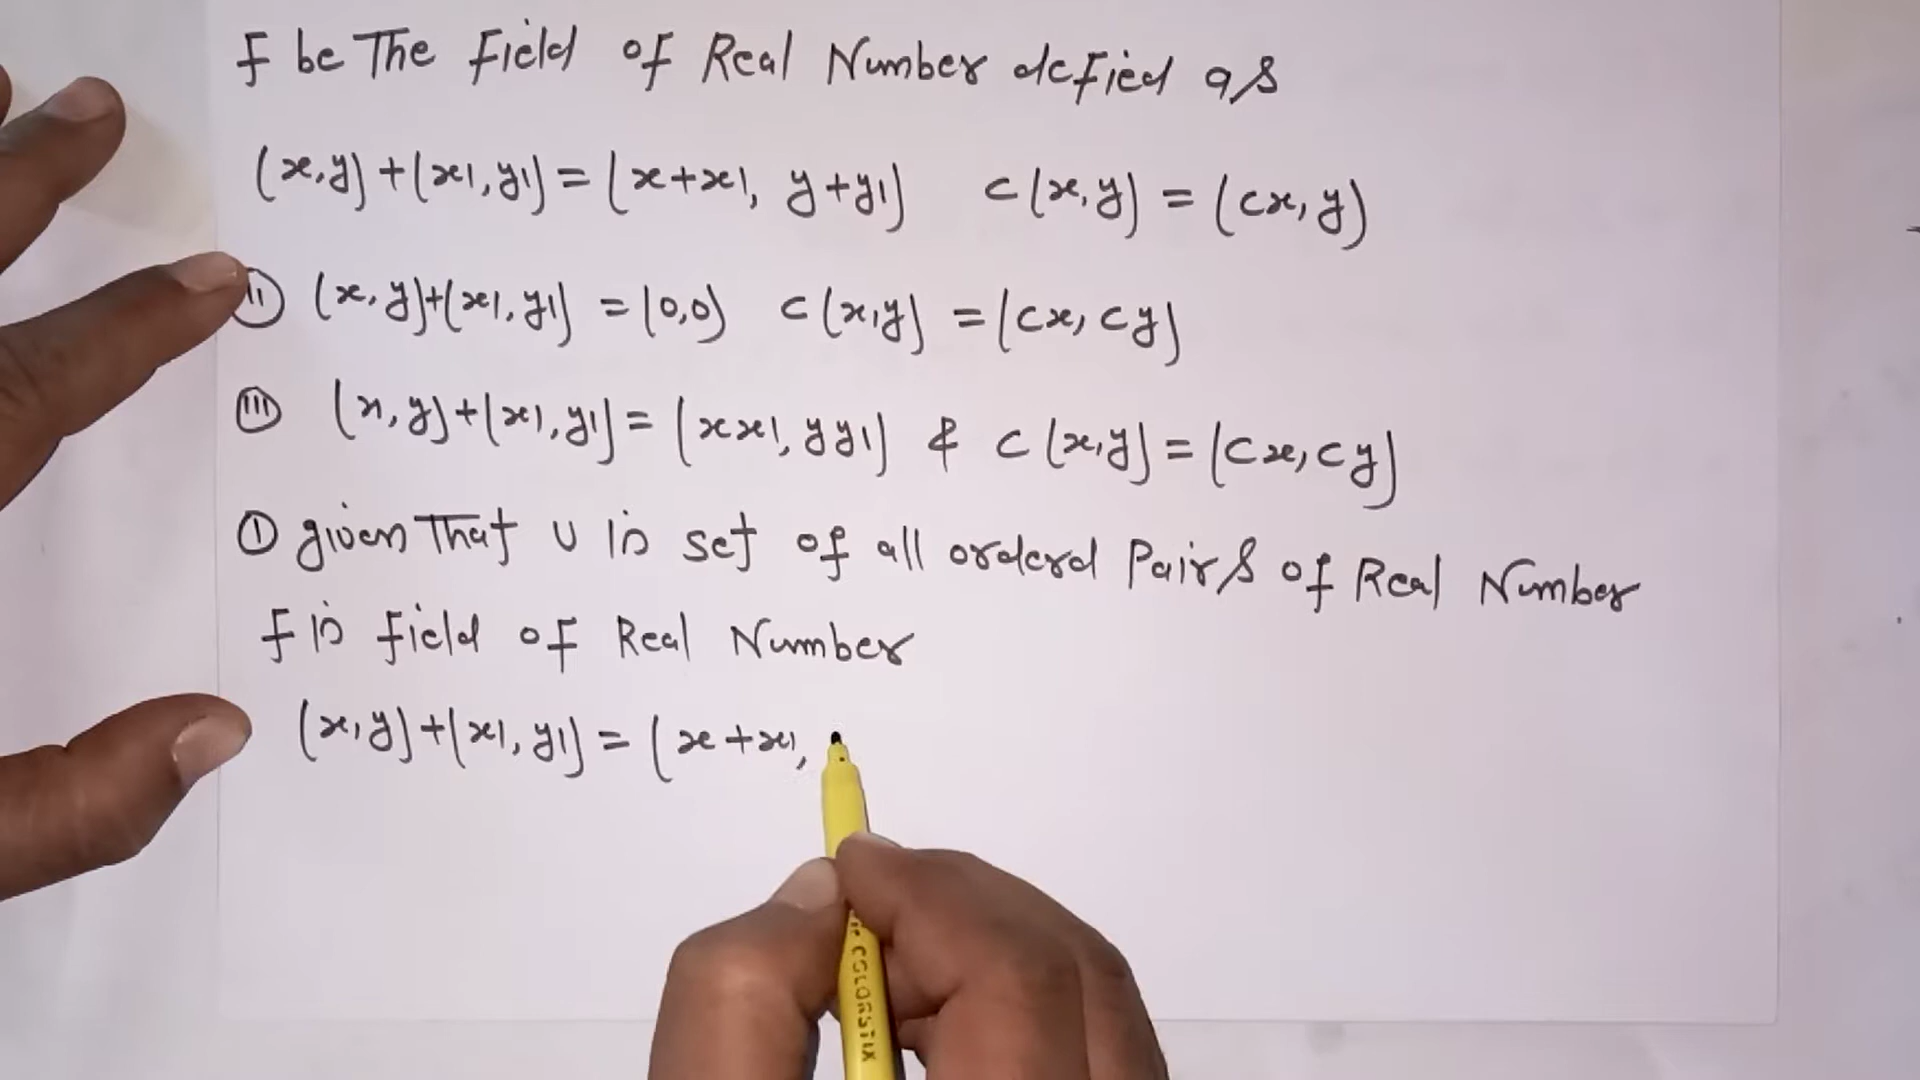 F be The Field of Real Number defied as
(x,y)+(x1,y1)=(x+x1, y+y1) c(x,y)=(cx,y)
(ii) (x,y)+(x1,y1)=(0,0) c(x,y)=(cx,cy)
(iii) (x,y)+(x1,y1)=(xx1,yy1) & c(x,y)=(cx,cy)
(i) given That U is set of all orderd Pairs of Real Number
F is field of Real Number
(x,y)+(x1,y1)=(x+x1,
COLORSTIX